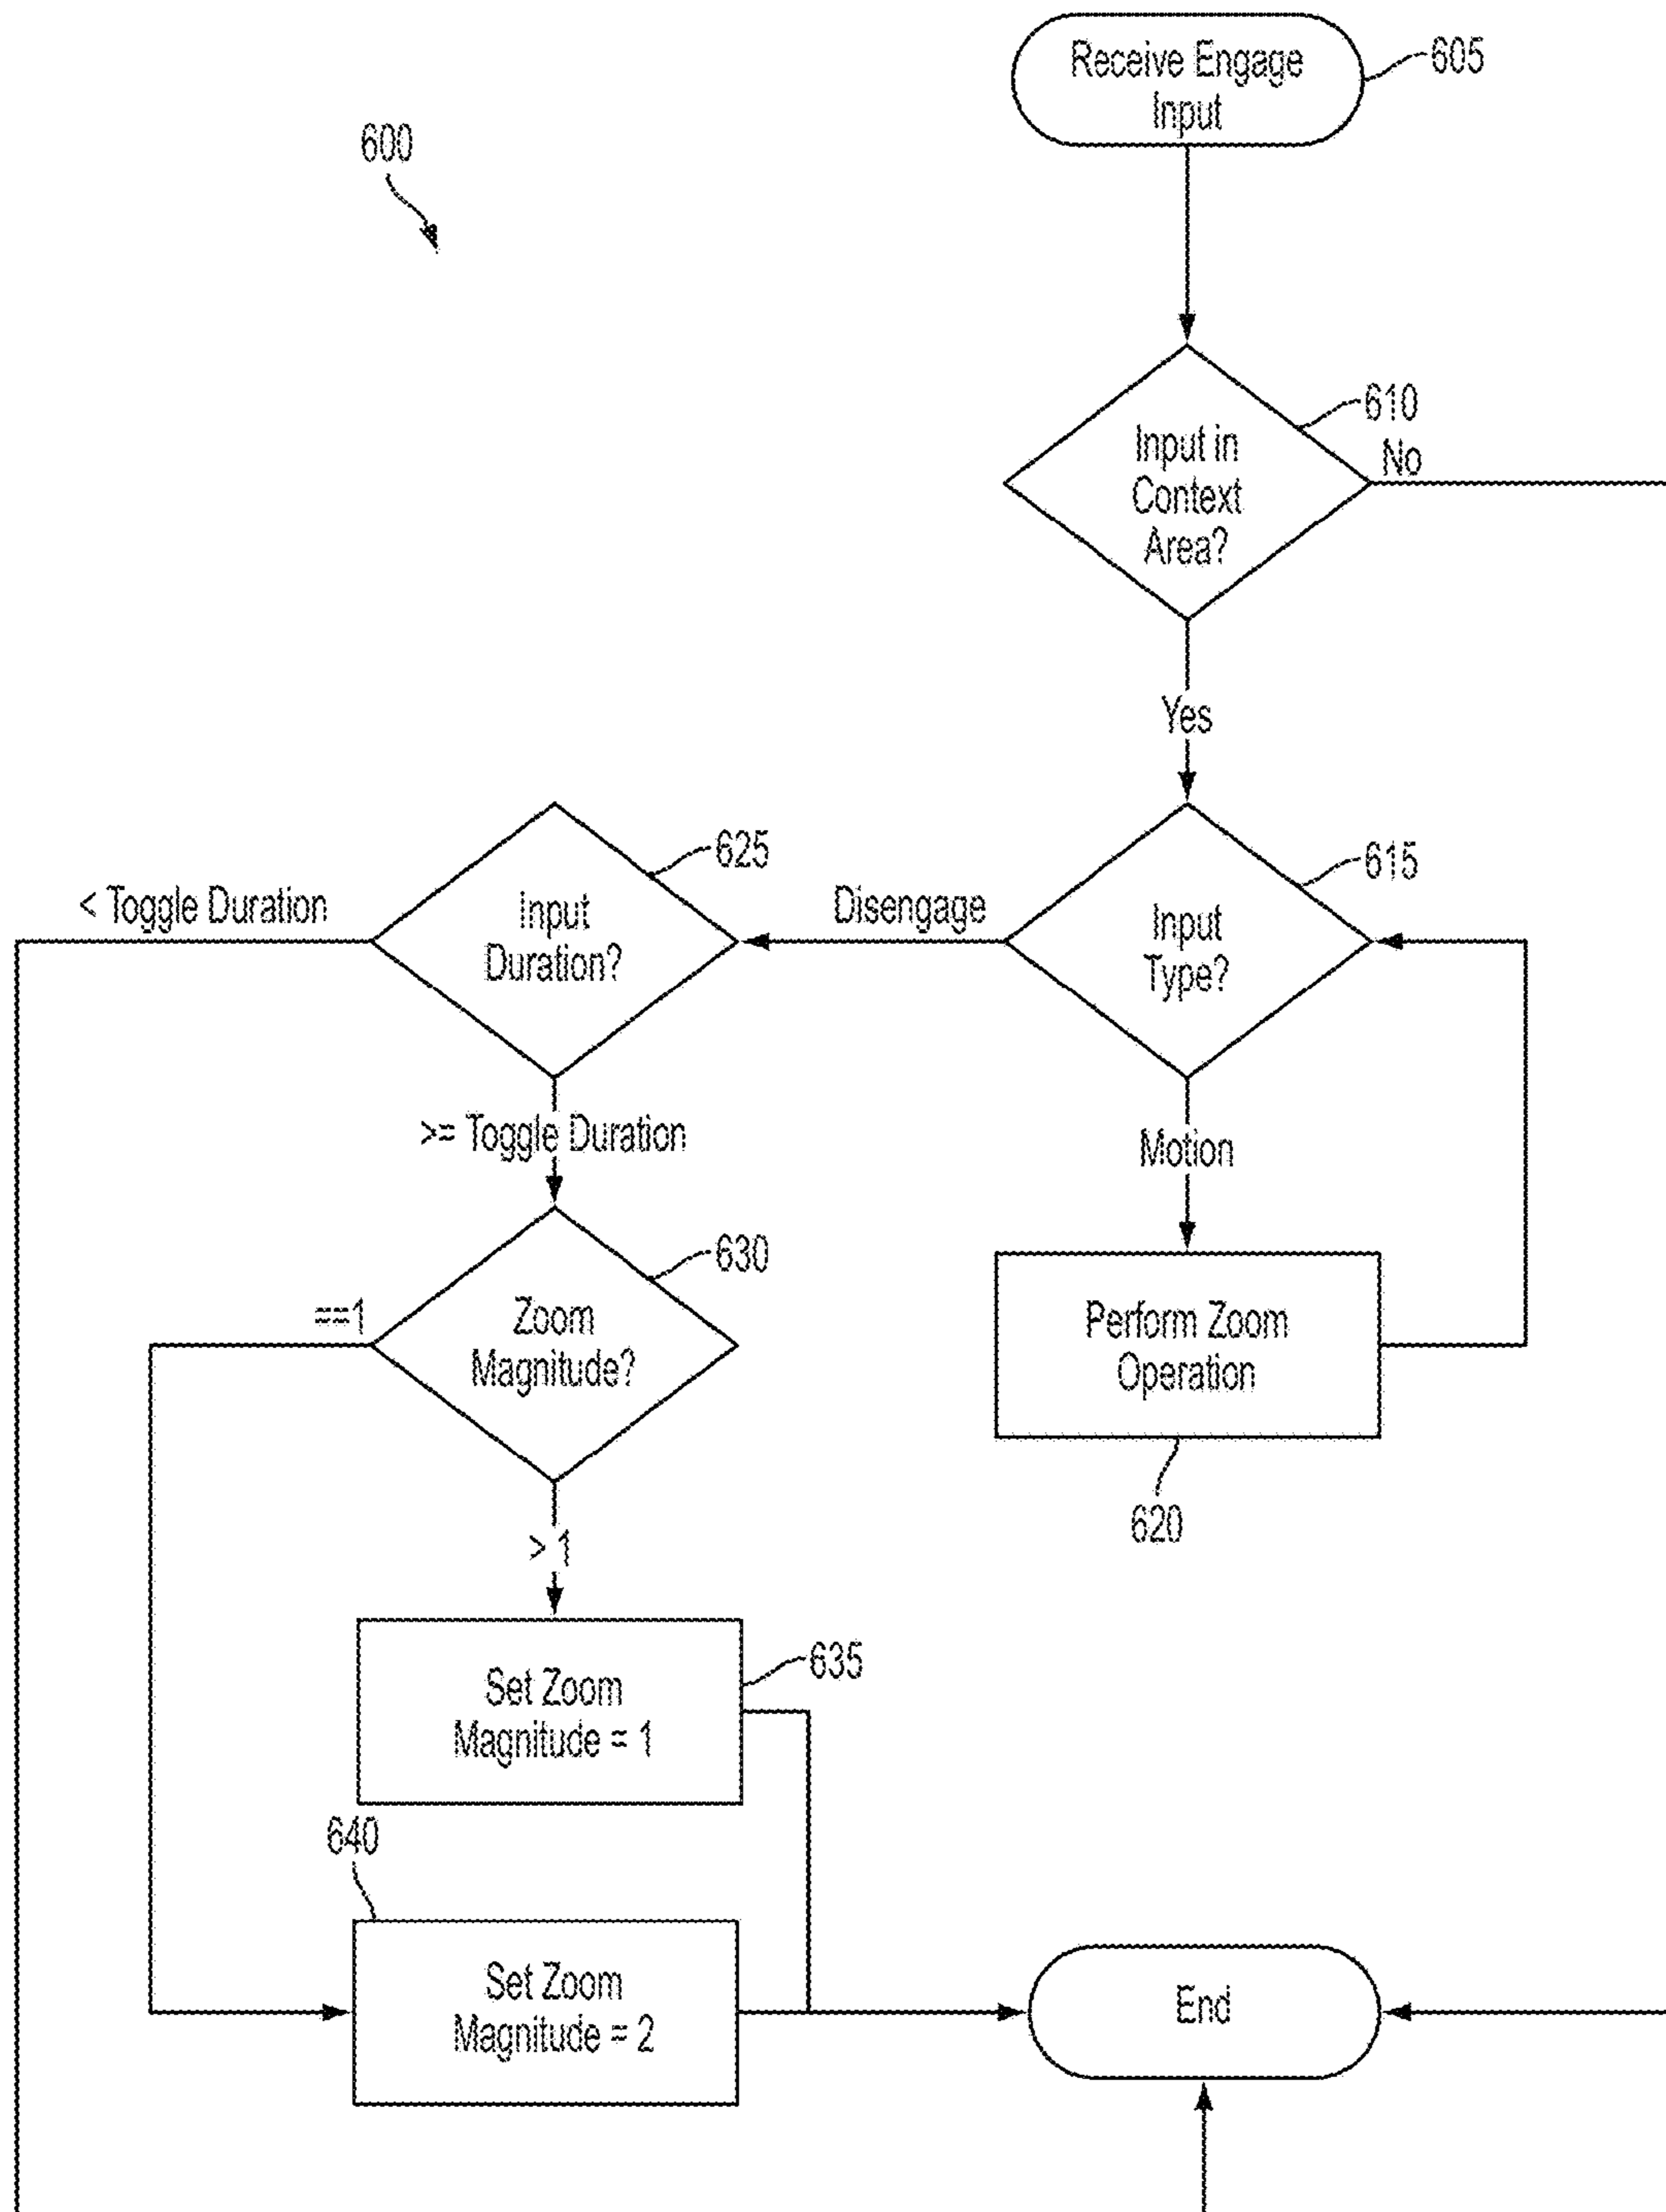 Receive Engage
Input
605
600
610
Input in
Context
Area?
No
Yes
625
615
< Toggle Duration
Input
Duration?
Disengage
Input
Type?
>= Toggle Duration
Motion
630
==1
Zoom
Magnitude?
Perform Zoom
Operation
620
> 1
635
Set Zoom
Magnitude = 1
640
Set Zoom
Magnitude = 2
End